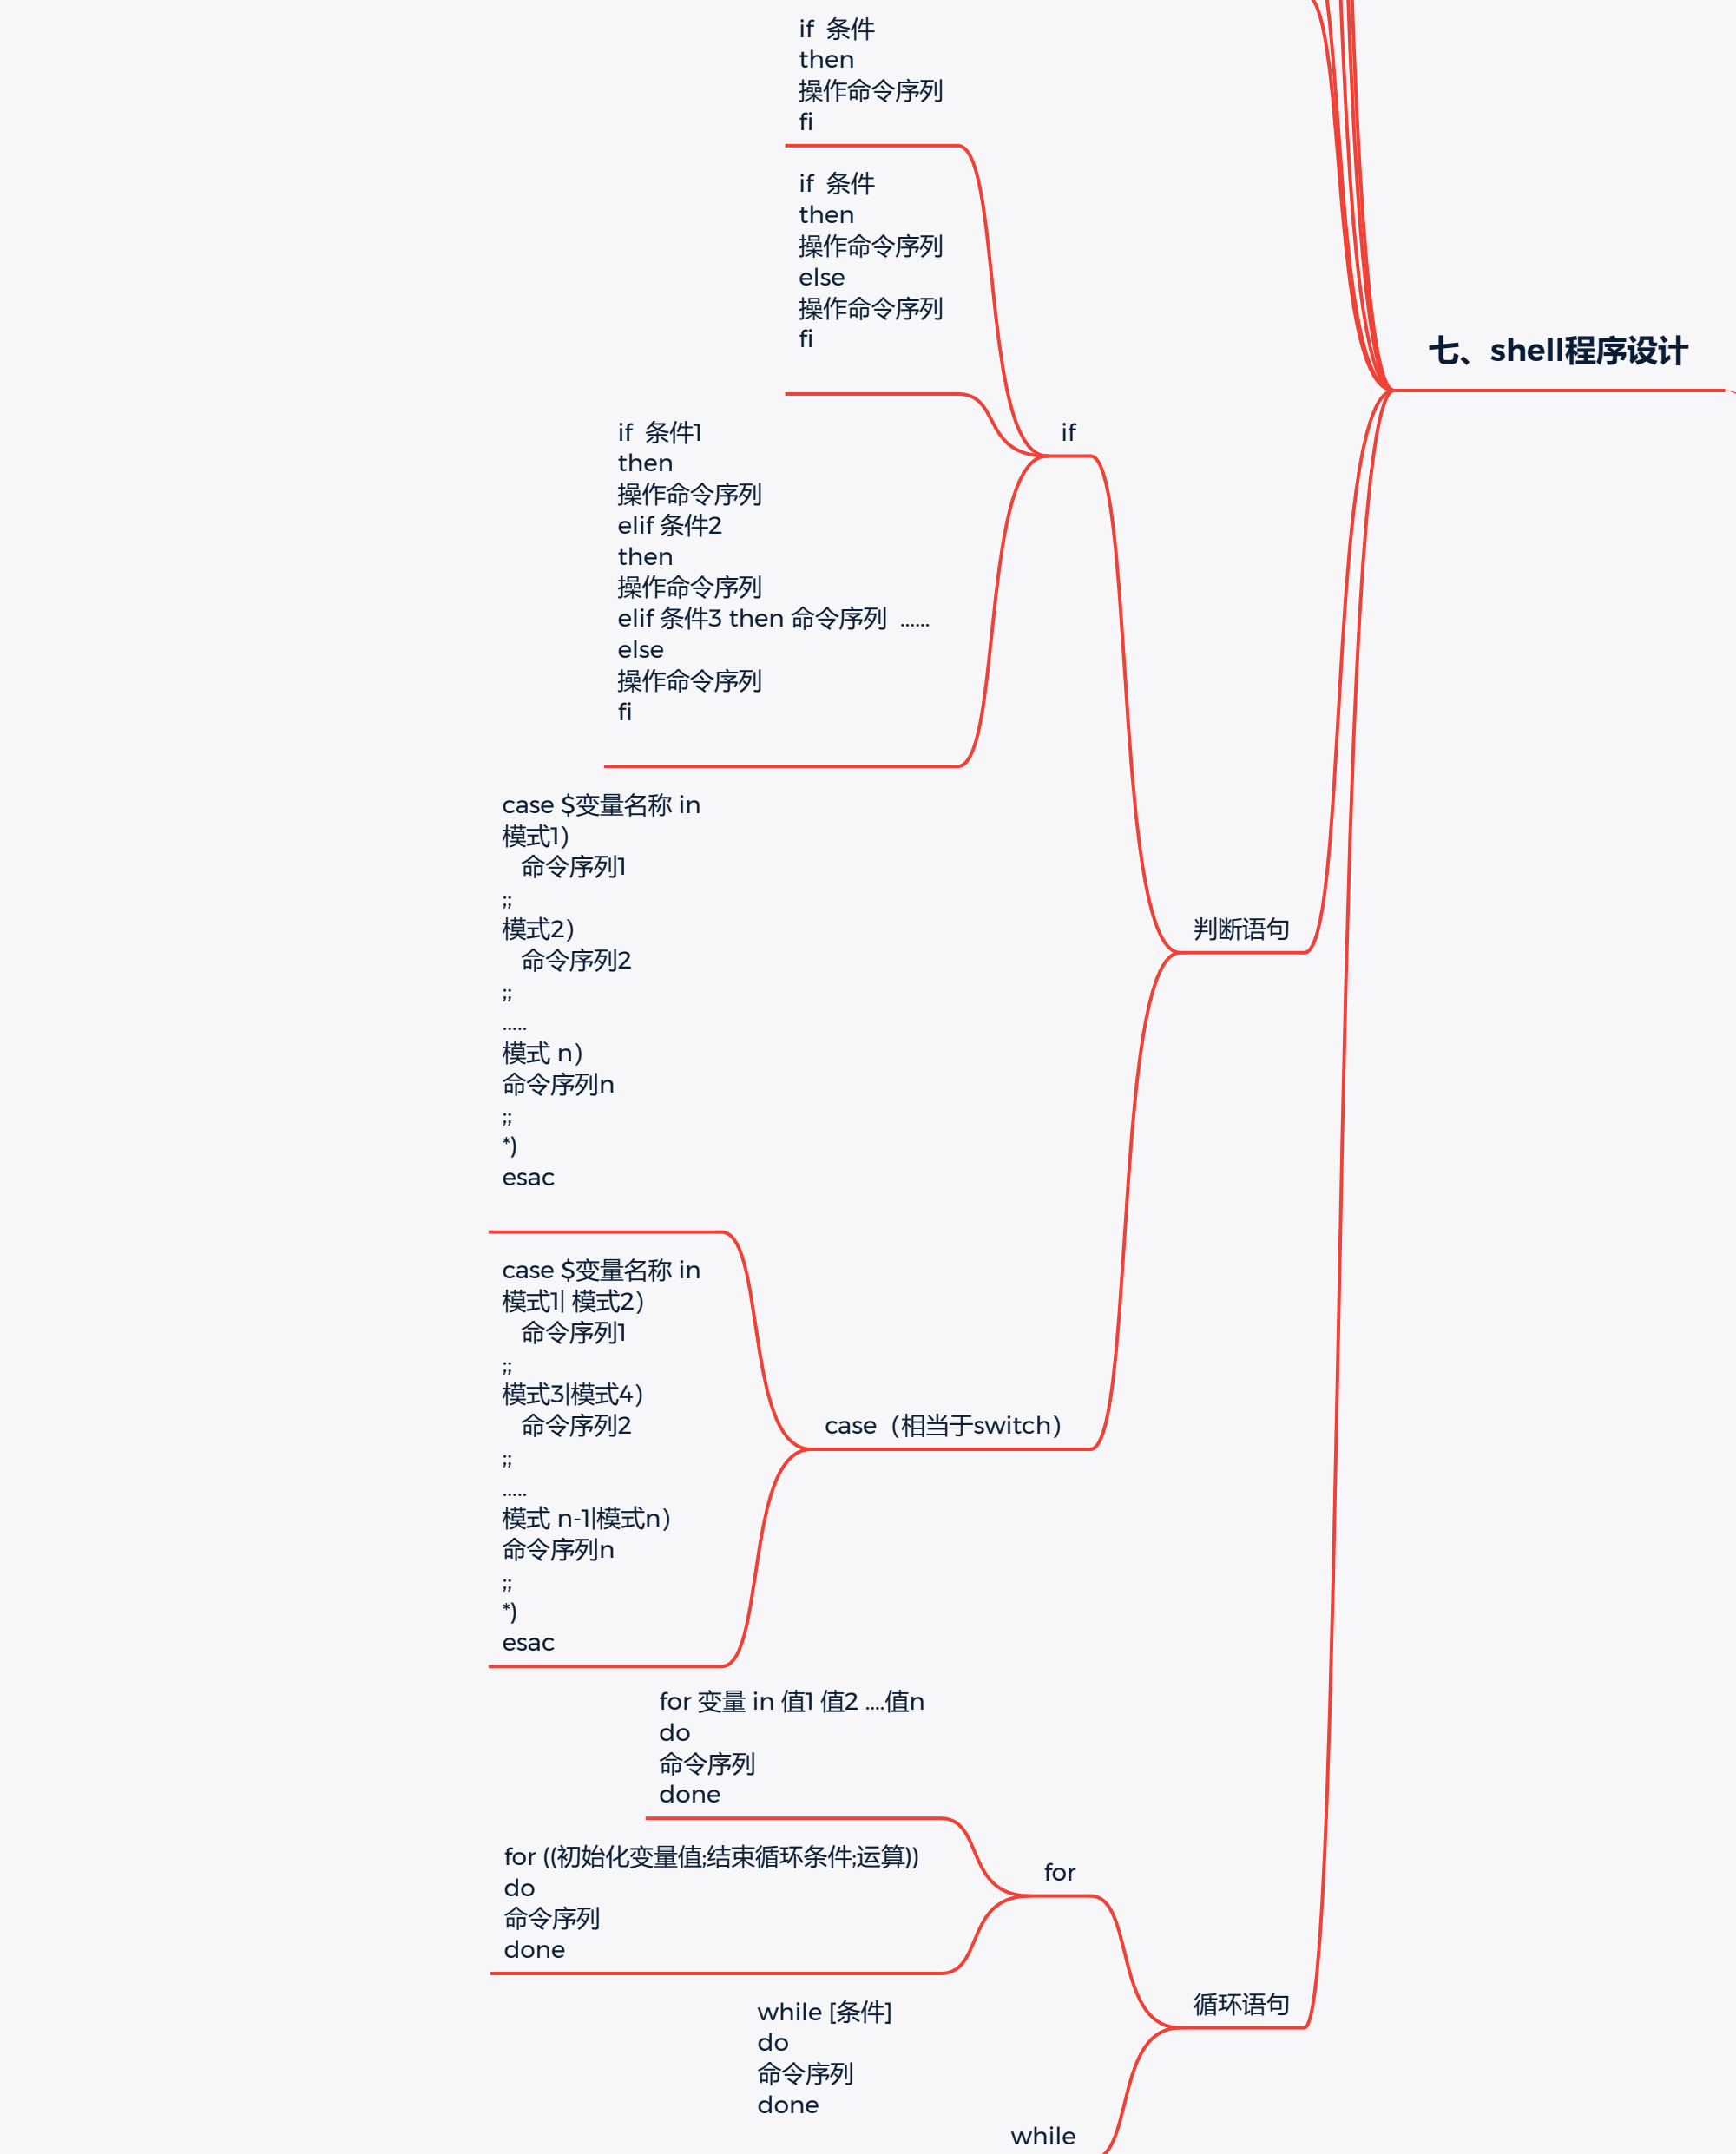 if 条件
then
操作命令序列
fi
if 条件
then
操作命令序列
else
操作命令序列
fi
七、shell程序设计
if
if 条件1
then
操作命令序列
elif 条件2
then
操作命令序列
elif 条件3 then 命令序列 ......
else
操作命令序列
fi
case $变量名称 in
模式1)
命令序列1
;;
模式2)
命令序列2
;;
.....
模式 n)
命令序列n
;;
*)
esac
判断语句
case $变量名称 in
模式1| 模式2)
命令序列1
;;
模式3|模式4)
命令序列2
;;
.....
模式 n-1|模式n)
命令序列n
;;
*)
esac
case（相当于switch）
for 变量 in 值1 值2 ....值n
do
命令序列
done
for ((初始化变量值;结束循环条件;运算))
do
命令序列
done
for
循环语句
while [条件]
do
命令序列
done
while